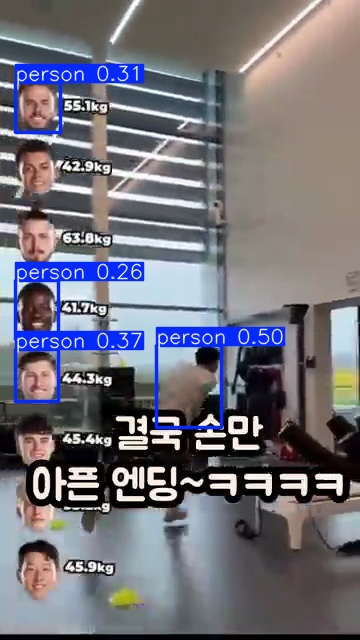 person 0.31
55.1kg
42.9kg
63.8kg
person 0.26
41.7kg
person 0.37
person 0.50
44.3kg
45.4kg
결국 손만
아픈 엔딩~ㅋㅋㅋㅋ
45.9kg